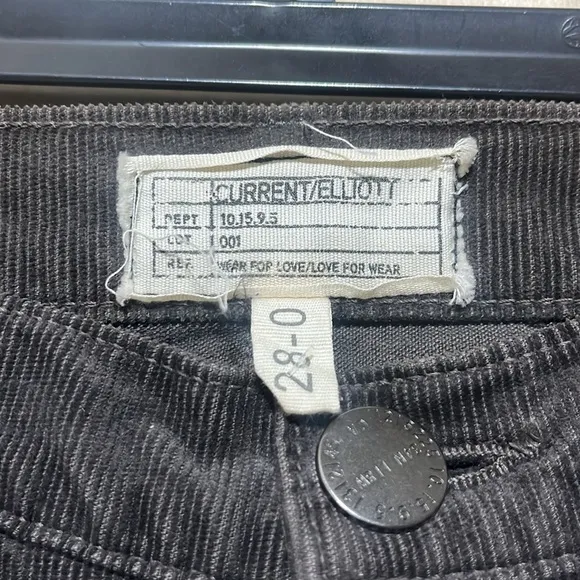 CURRENT/ELLIOTT
DEPT 10.15.9.5
LOT 001
REF. WEAR FOR LOVE/LOVE FOR WEAR
28-0